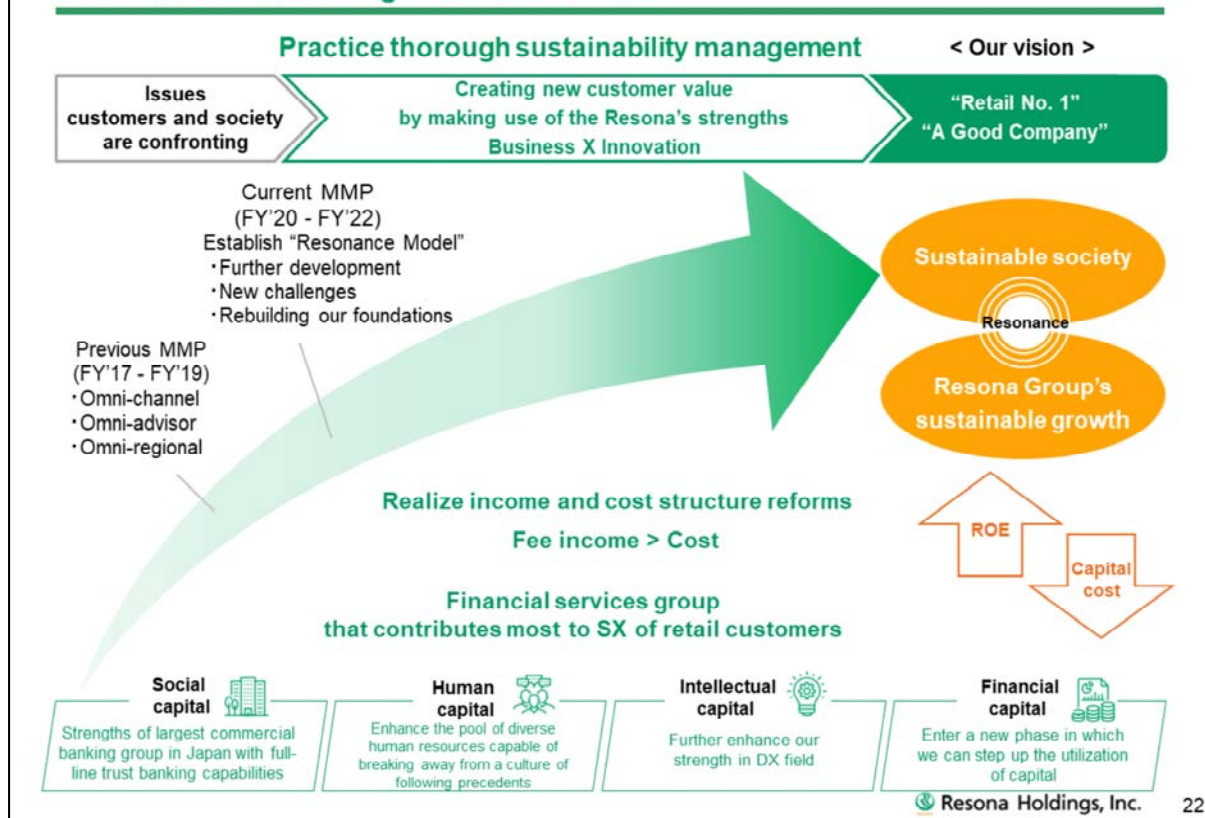 Practice thorough sustainability management
< Our vision >
Issues
customers and society
are confronting
Creating new customer value
by making use of the Resona's strengths
Business X Innovation
“Retail No. 1”
“A Good Company”
Current MMP
(FY'20 - FY'22)
Establish “Resonance Model”
・Further development
・New challenges
・Rebuilding our foundations
Previous MMP
(FY'17 - FY'19)
・Omni-channel
・Omni-advisor
・Omni-regional
Sustainable society
Resonance
Resona Group's
sustainable growth
Realize income and cost structure reforms
Fee income > Cost
ROE
Capital
cost
Financial services group
that contributes most to SX of retail customers
Social
capital
Strengths of largest commercial
banking group in Japan with full-
line trust banking capabilities
Human
capital
Enhance the pool of diverse
human resources capable of
breaking away from a culture of
following precedents
Intellectual
capital
Further enhance our
strength in DX field
Financial
capital
Enter a new phase in which
we can step up the utilization
of capital
Resona Holdings, Inc.
22